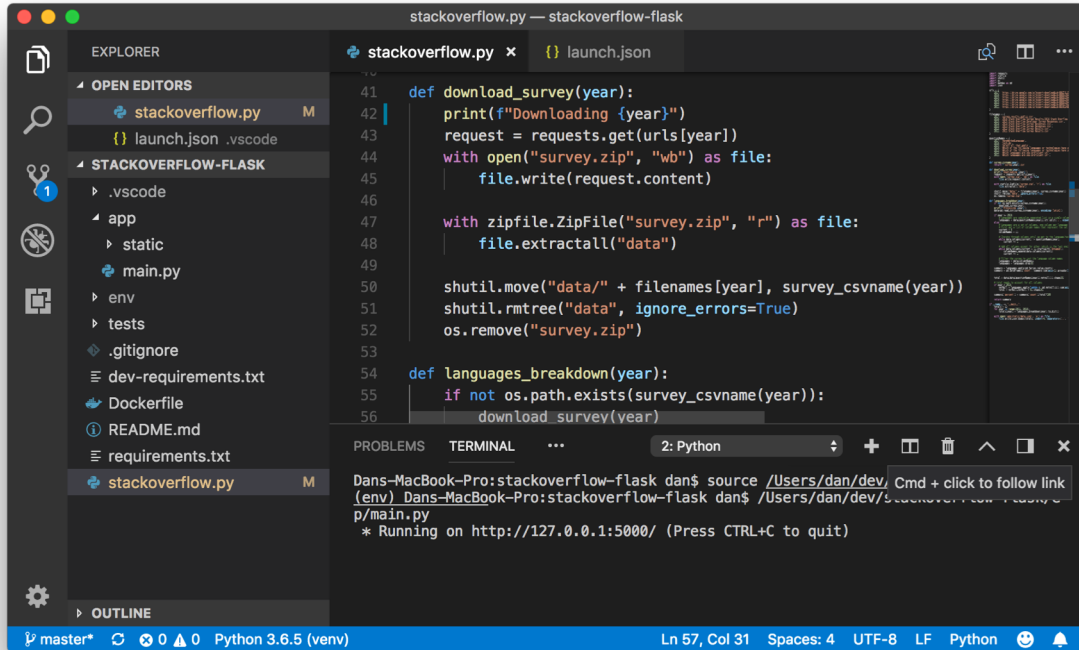 stackoverflow.py — stackoverflow-flask
EXPLORER
OPEN EDITORS
stackoverflow.py M
{} launch.json .vscode
STACKOVERFLOW-FLASK
1
.vscode
app
static
main.py
env
tests
.gitignore
dev-requirements.txt
Dockerfile
README.md
requirements.txt
stackoverflow.py M
OUTLINE
stackoverflow.py × {} launch.json
40
41 def download_survey(year):
42 print(f"Downloading {year}")
43 request = requests.get(urls[year])
44 with open("survey.zip", "wb") as file:
45 file.write(request.content)
46
47 with zipfile.ZipFile("survey.zip", "r") as file:
48 file.extractall("data")
49
50 shutil.move("data/" + filenames[year], survey_csvname(year))
51 shutil.rmtree("data", ignore_errors=True)
52 os.remove("survey.zip")
53
54 def languages_breakdown(year):
55 if not os.path.exists(survey_csvname(year)):
56 download_survey(year)
PROBLEMS TERMINAL ••• 2: Python
Dans-MacBook-Pro:stackoverflow-flask dan$ source /Users/dan/dev/
Cmd + click to follow link
(env) Dans-MacBook-Pro:stackoverflow-flask dan$ /Users/dan/dev/stackoverflow-flask/e
p/main.py
* Running on http://127.0.0.1:5000/ (Press CTRL+C to quit)
master* 0 0 Python 3.6.5 (venv) Ln 57, Col 31 Spaces: 4 UTF-8 LF Python